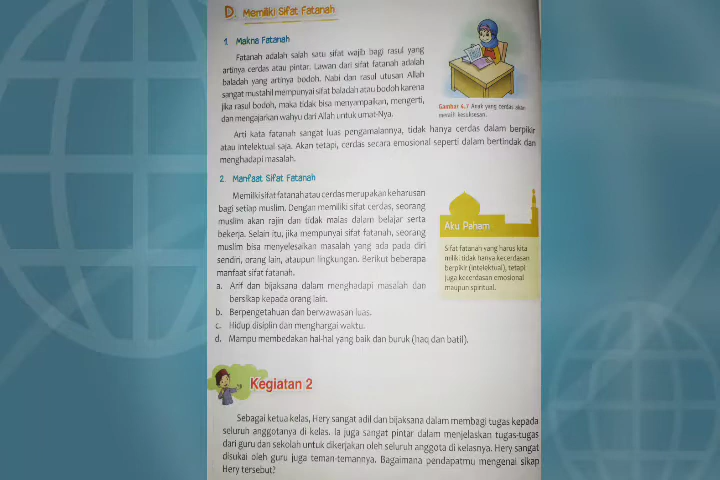 D. Memiliki Sifat Fatanah
1. Makna Fatanah
Fatanah adalah salah satu sifat wajib bagi rasul yang
artinya cerdas atau pintar. Lawan dari sifat fatanah adalah
baladah yang artinya bodoh. Nabi dan rasul utusan Allah
sangat mustahil mempunyai sifat baladah atau bodoh karena
jika rasul bodoh, maka tidak bisa menyampaikan, mengerti,
dan mengajarkan wahyu dari Allah untuk umat-Nya.
Gambar 4.7 Anak yang cerdas akan
meraih kesuksesan.
Arti kata fatanah sangat luas pengamalannya, tidak hanya cerdas dalam berpikir
atau intelektual saja. Akan tetapi, cerdas secara emosional seperti dalam bertindak dan
menghadapi masalah.
2. Manfaat Sifat Fatanah
Memiliki sifat fatanah atau cerdas merupakan keharusan
bagi setiap muslim. Dengan memiliki sifat cerdas, seorang
muslim akan rajin dan tidak malas dalam belajar serta
bekerja. Selain itu, jika mempunyai sifat fatanah, seorang
muslim bisa menyelesaikan masalah yang ada pada diri
sendiri, orang lain, ataupun lingkungan. Berikut beberapa
manfaat sifat fatanah.
a. Arif dan bijaksana dalam menghadapi masalah dan
bersikap kepada orang lain.
b. Berpengetahuan dan berwawasan luas.
c. Hidup disiplin dan menghargai waktu.
d. Mampu membedakan hal-hal yang baik dan buruk (haq dan batil).
Aku Paham
Sifat fatanah yang harus kita
milik tidak hanya kecerdasan
berpikir (intelektual), tetapi
juga kecerdasan emosional
maupun spiritual.
Kegiatan 2
Sebagai ketua kelas, Hery sangat adil dan bijaksana dalam membagi tugas kepada
seluruh anggotanya di kelas. Ia juga sangat pintar dalam menjelaskan tugas-tugas
dari guru dan sekolah untuk dikerjakan oleh seluruh anggota di kelasnya. Hery sangat
disukai oleh guru juga teman-temannya. Bagaimana pendapatmu mengenai sikap
Hery tersebut?